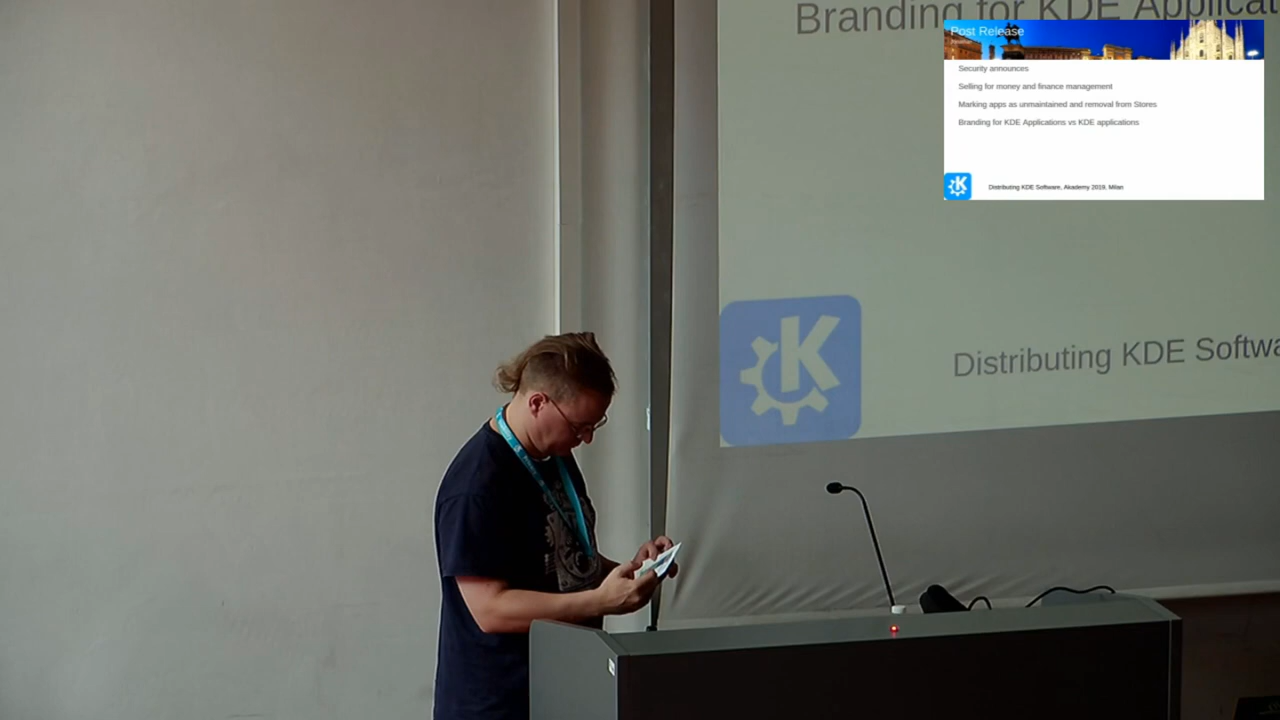 Branding for KDE Applicat
Post Release
Security announces
Selling for money and finance management
Marking apps as unmaintained and removal from Stores
Branding for KDE Applications vs KDE applications
Distributing KDE Software, Akademy 2019, Milan
Distributing KDE Softwa